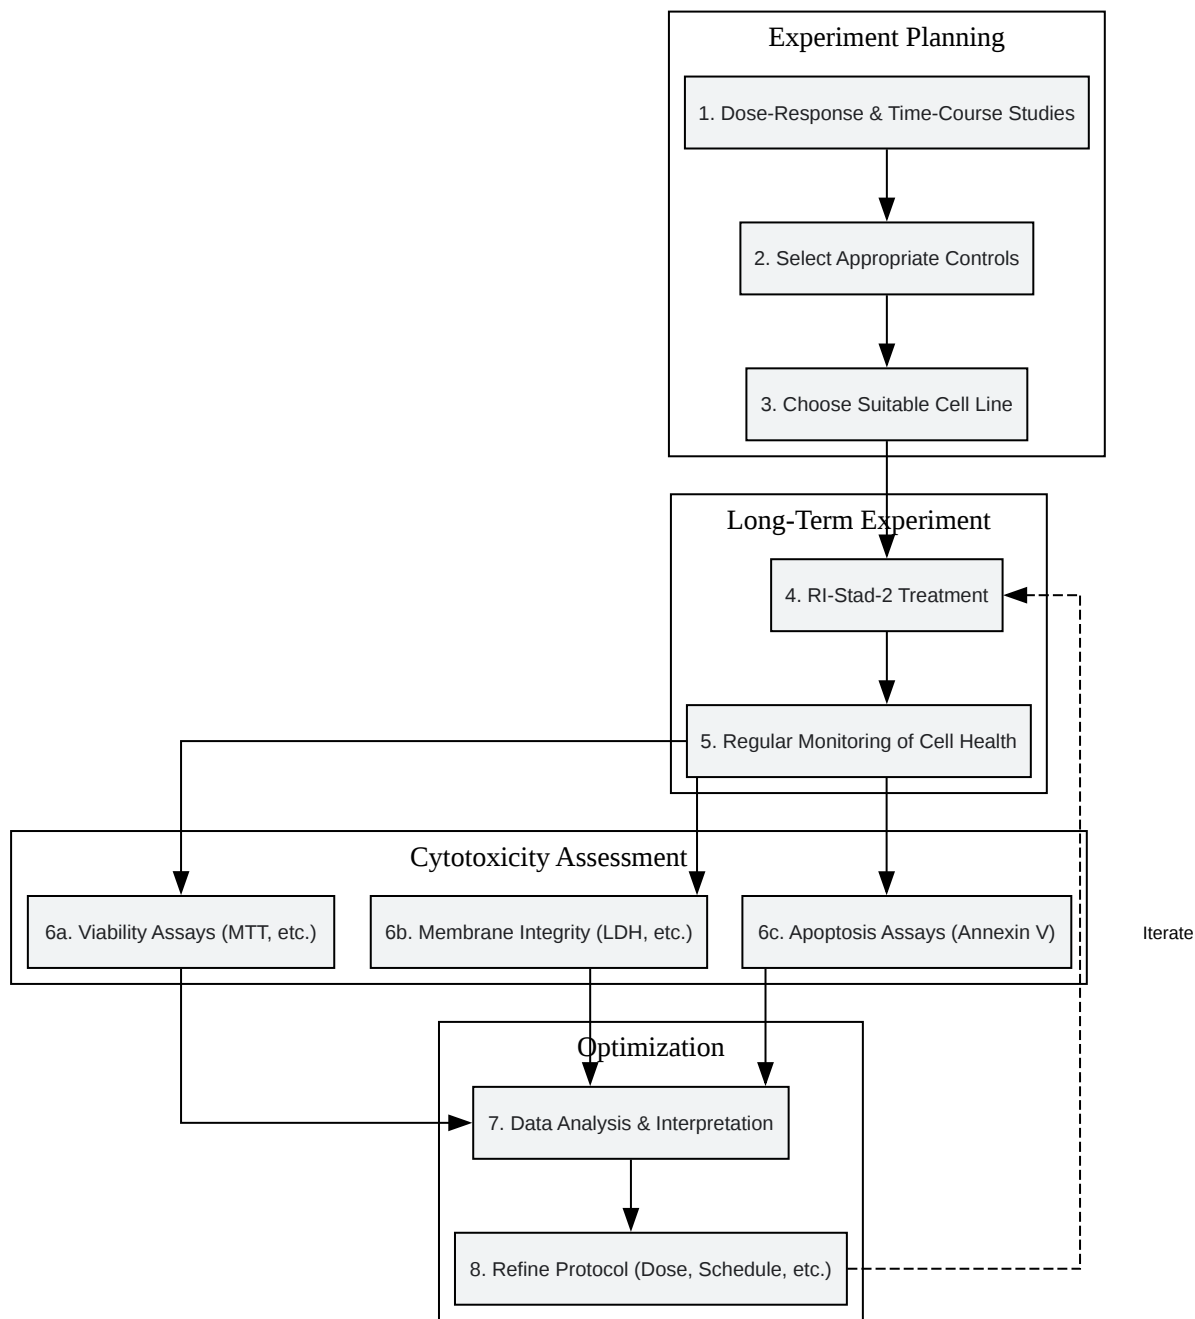 Experiment Planning
1. Dose-Response & Time-Course Studies
2. Select Appropriate Controls
3. Choose Suitable Cell Line
Long-Term Experiment
4. RI-Stad-2 Treatment
5. Regular Monitoring of Cell Health
Cytotoxicity Assessment
6a. Viability Assays (MTT, etc.)
6b. Membrane Integrity (LDH, etc.)
6c. Apoptosis Assays (Annexin V)
Iterate
Optimization
7. Data Analysis & Interpretation
8. Refine Protocol (Dose, Schedule, etc.)